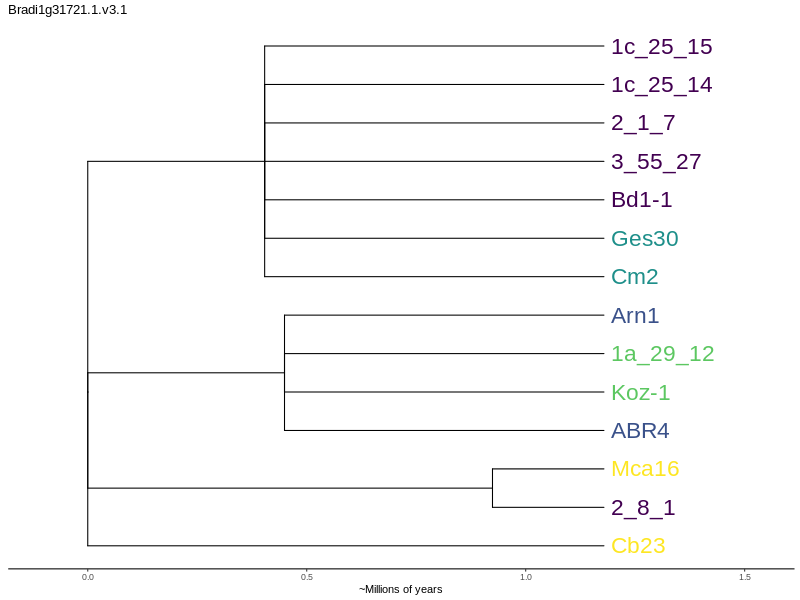 Bradi1g31721.1.v3.1
1c_25_15
1c_25_14
2_1_7
3_55_27
Bd1-1
Ges30
Cm2
Arn1
1a_29_12
Koz-1
ABR4
Mca16
2_8_1
Cb23
0.0 0.5 1.0 1.5
~Millions of years